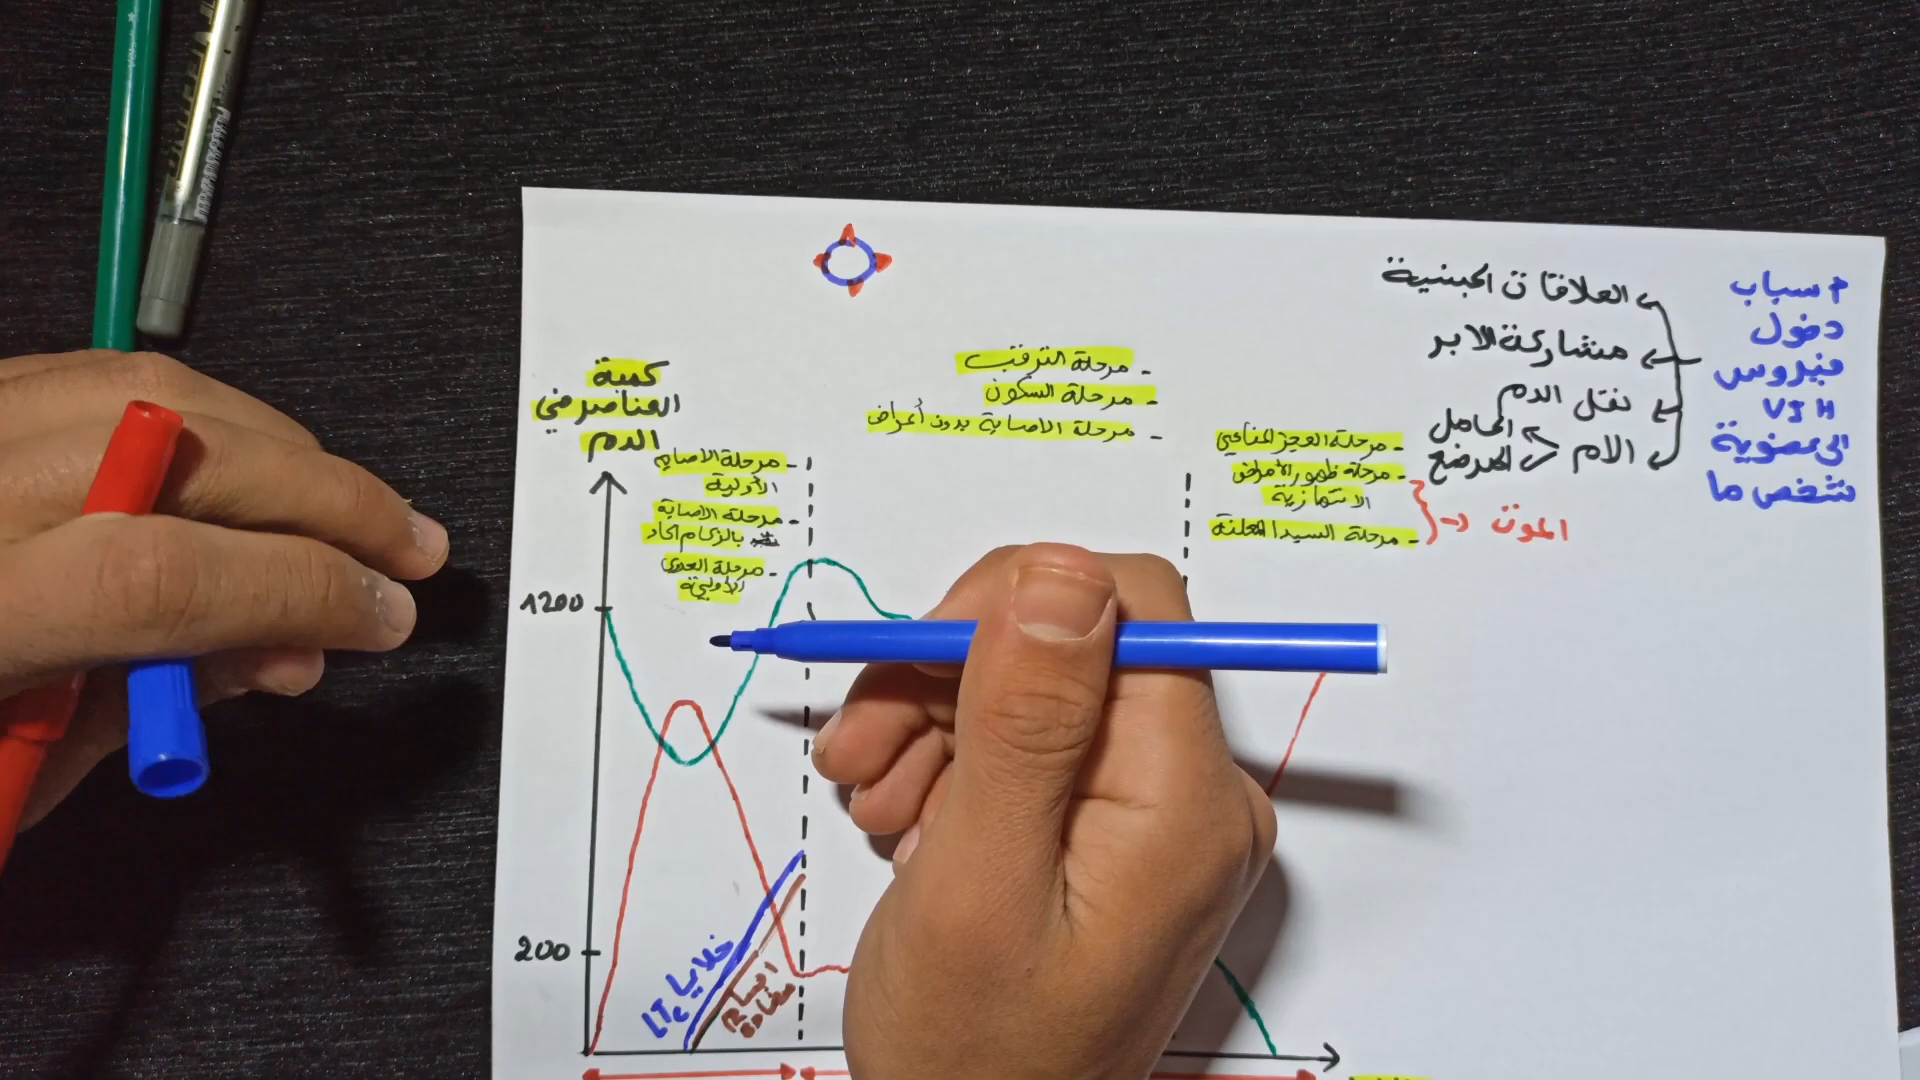 أسباب
دخول
فيروس
VIH
الى عضوية
شخص ما
العلاقات الجنسية
مشاركة الابر
نقل الدم
الام
الحامل
المرضع
كمية
العناصر في
الدم
- مرحلة الترقب
- مرحلة السكون
- مرحلة الاصابة بدون أعراض
- مرحلة الاصابة
الأولية
- مرحلة الاصابة
بالزكام الحاد
- مرحلة العدوى
الأولية
- مرحلة العجز المناعي
- مرحلة ظهور الأمراض
الانتهازية
- مرحلة السيدا المعلنة
الموت
1200
200
خلايا LTc
اجسام
مضادة